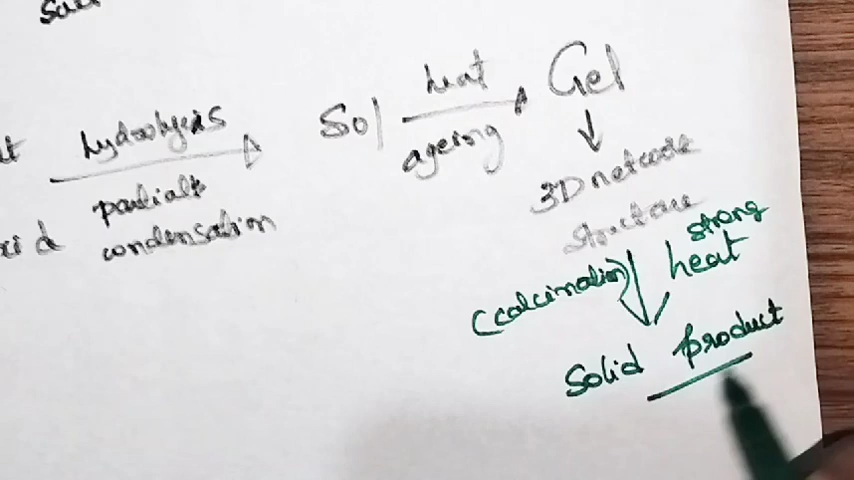 hydrolysis
partial
condensation
Sol
heat
ageing
Gel
3D network
structure
(calcination)
strong
heat
Solid product